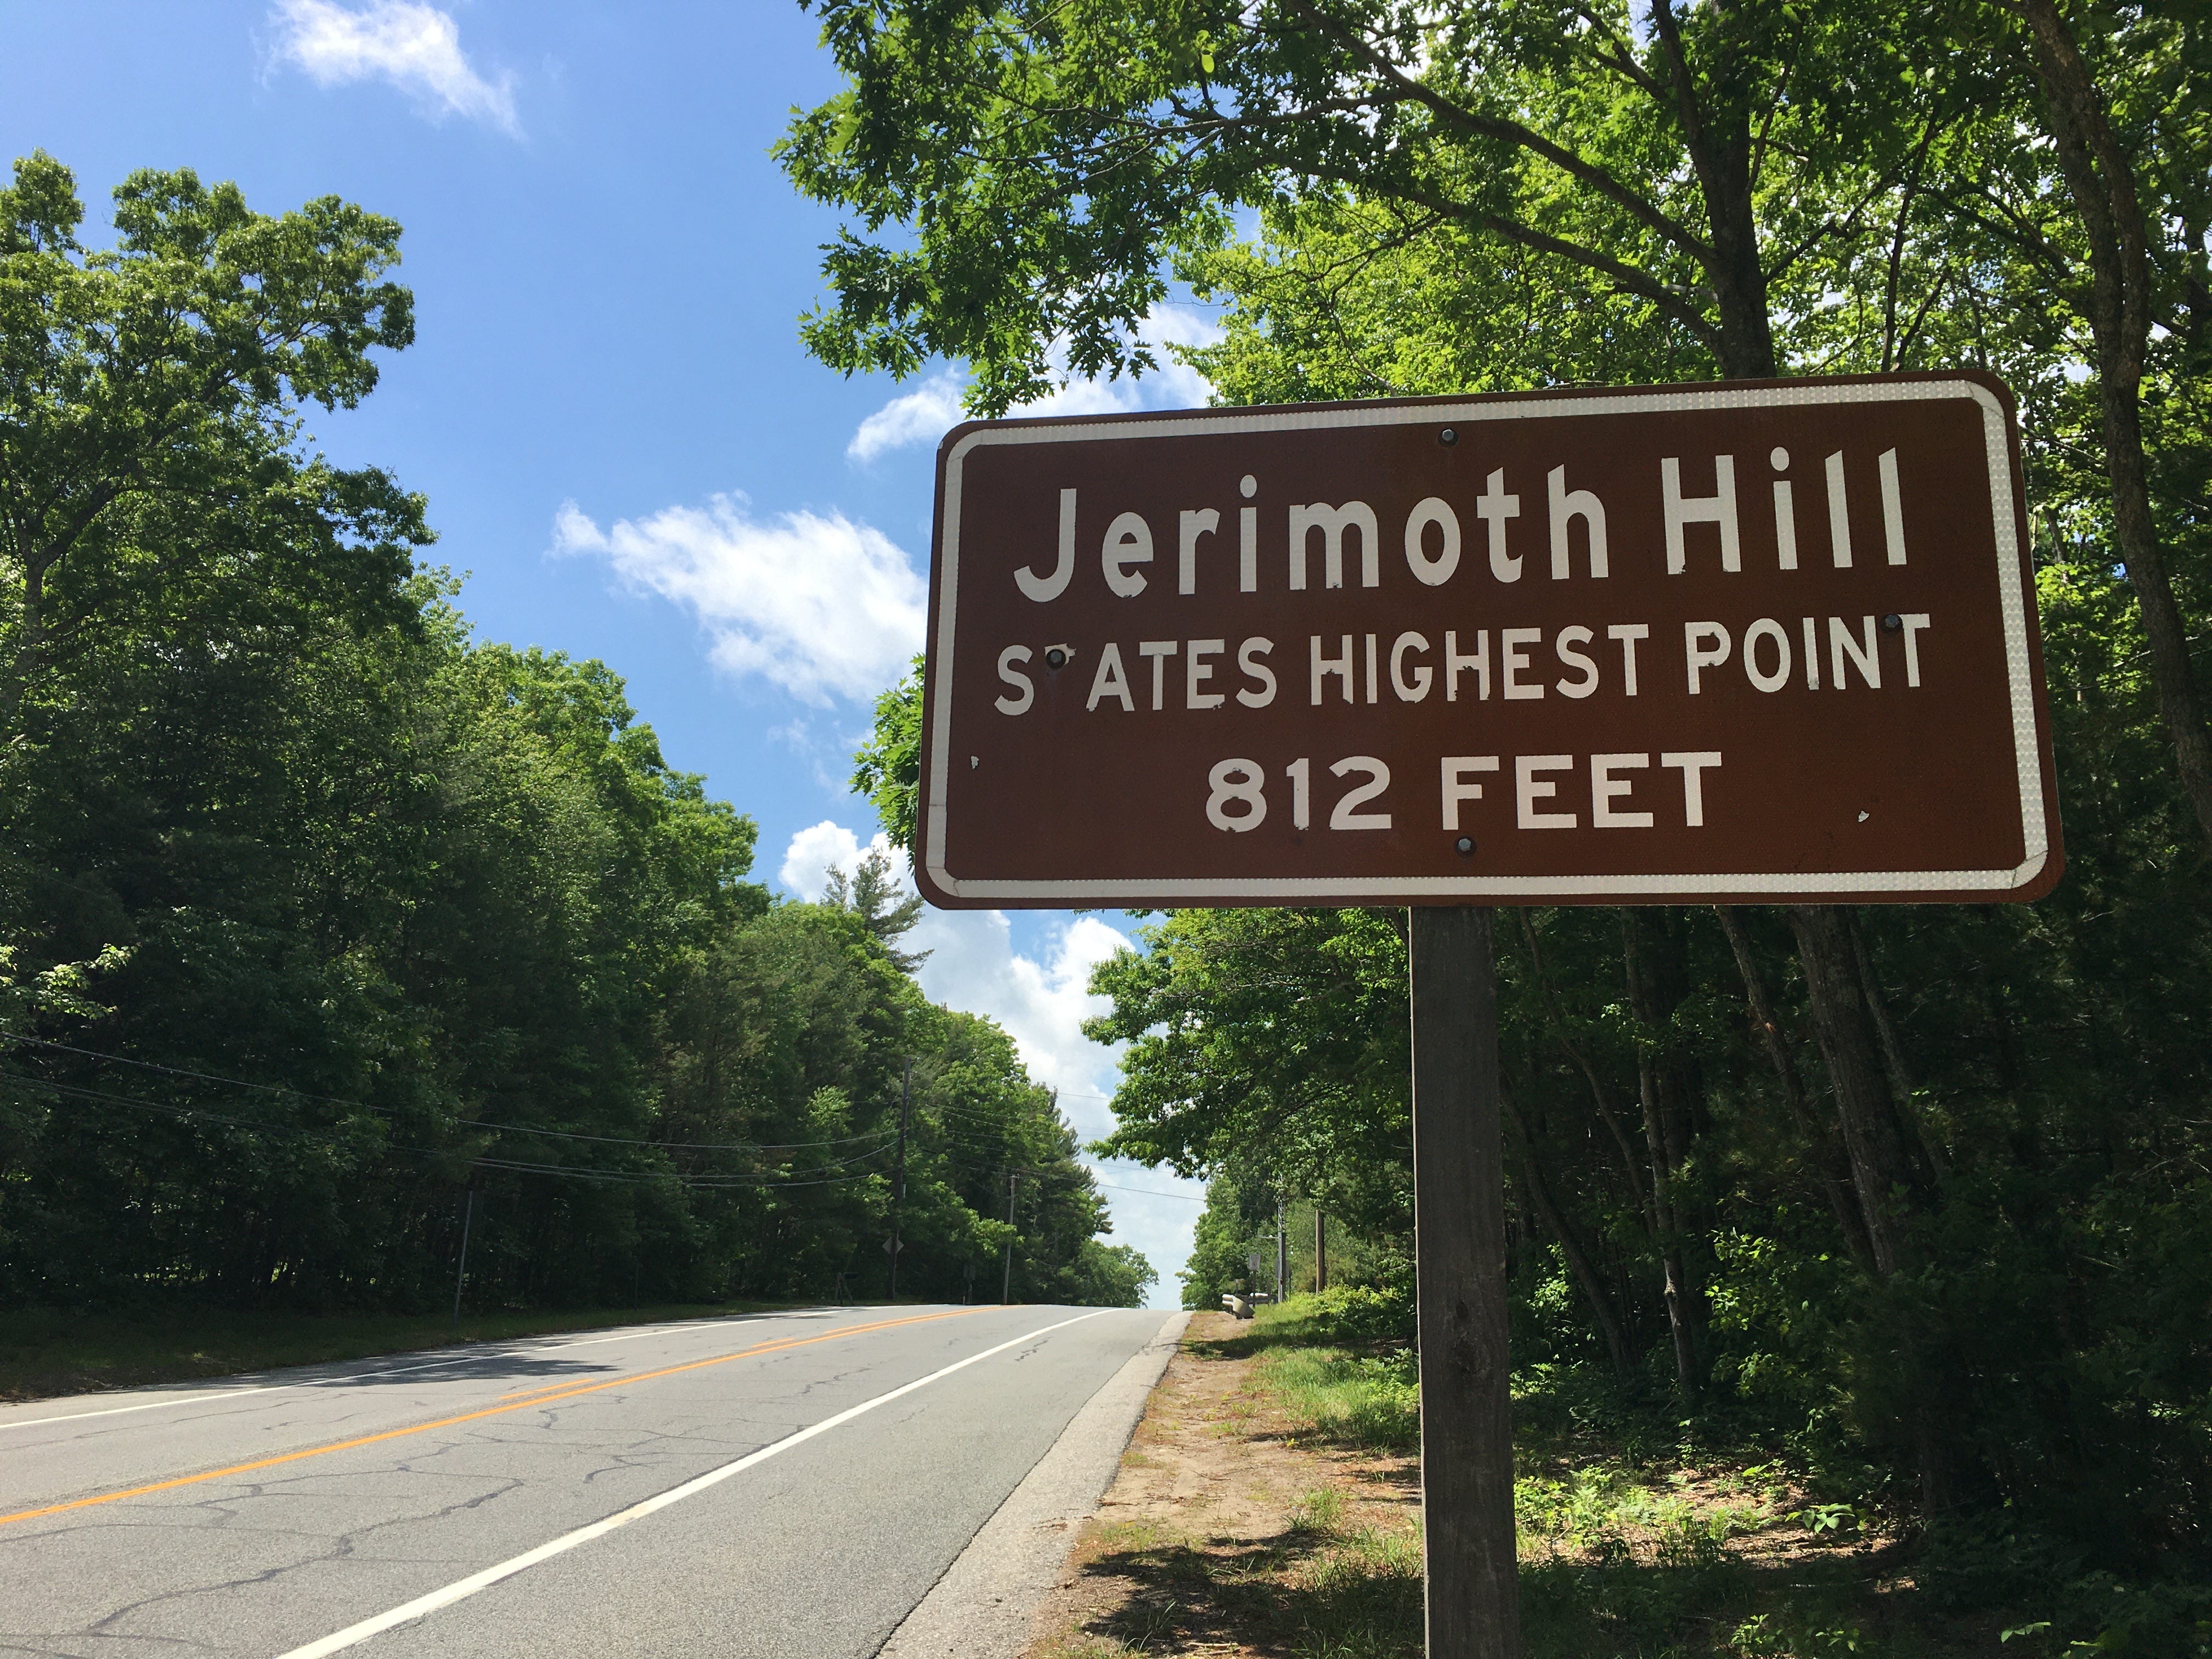 Jerimoth Hill
STATES HIGHEST POINT
812 FEET